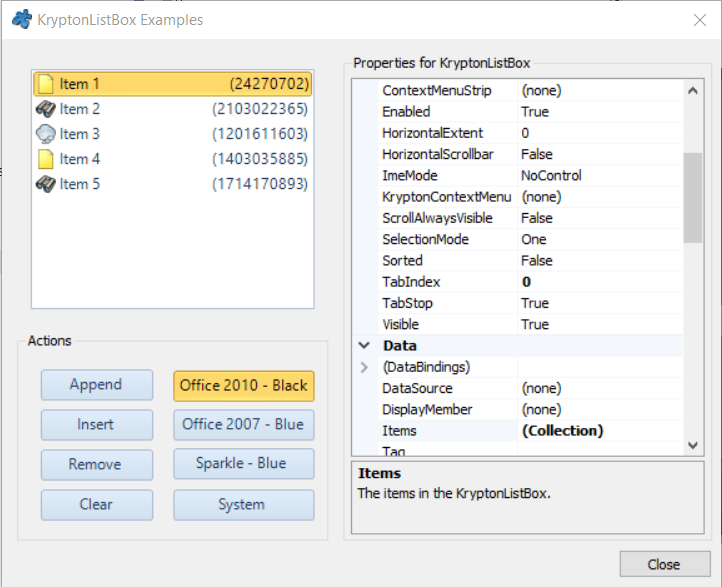 KryptonListBox Examples
Item 1 (24270702)
Item 2 (2103022365)
Item 3 (1201611603)
Item 4 (1403035885)
Item 5 (1714170893)
Actions
Append Office 2010 - Black
Insert Office 2007 - Blue
Remove Sparkle - Blue
Clear System
Properties for KryptonListBox
ContextMenuStrip (none)
Enabled True
HorizontalExtent 0
HorizontalScrollbar False
ImeMode NoControl
KryptonContextMenu (none)
ScrollAlwaysVisible False
SelectionMode One
Sorted False
TabIndex 0
TabStop True
Visible True
Data
(DataBindings)
DataSource (none)
DisplayMember (none)
Items (Collection)
Tag
Items
The items in the KryptonListBox.
Close